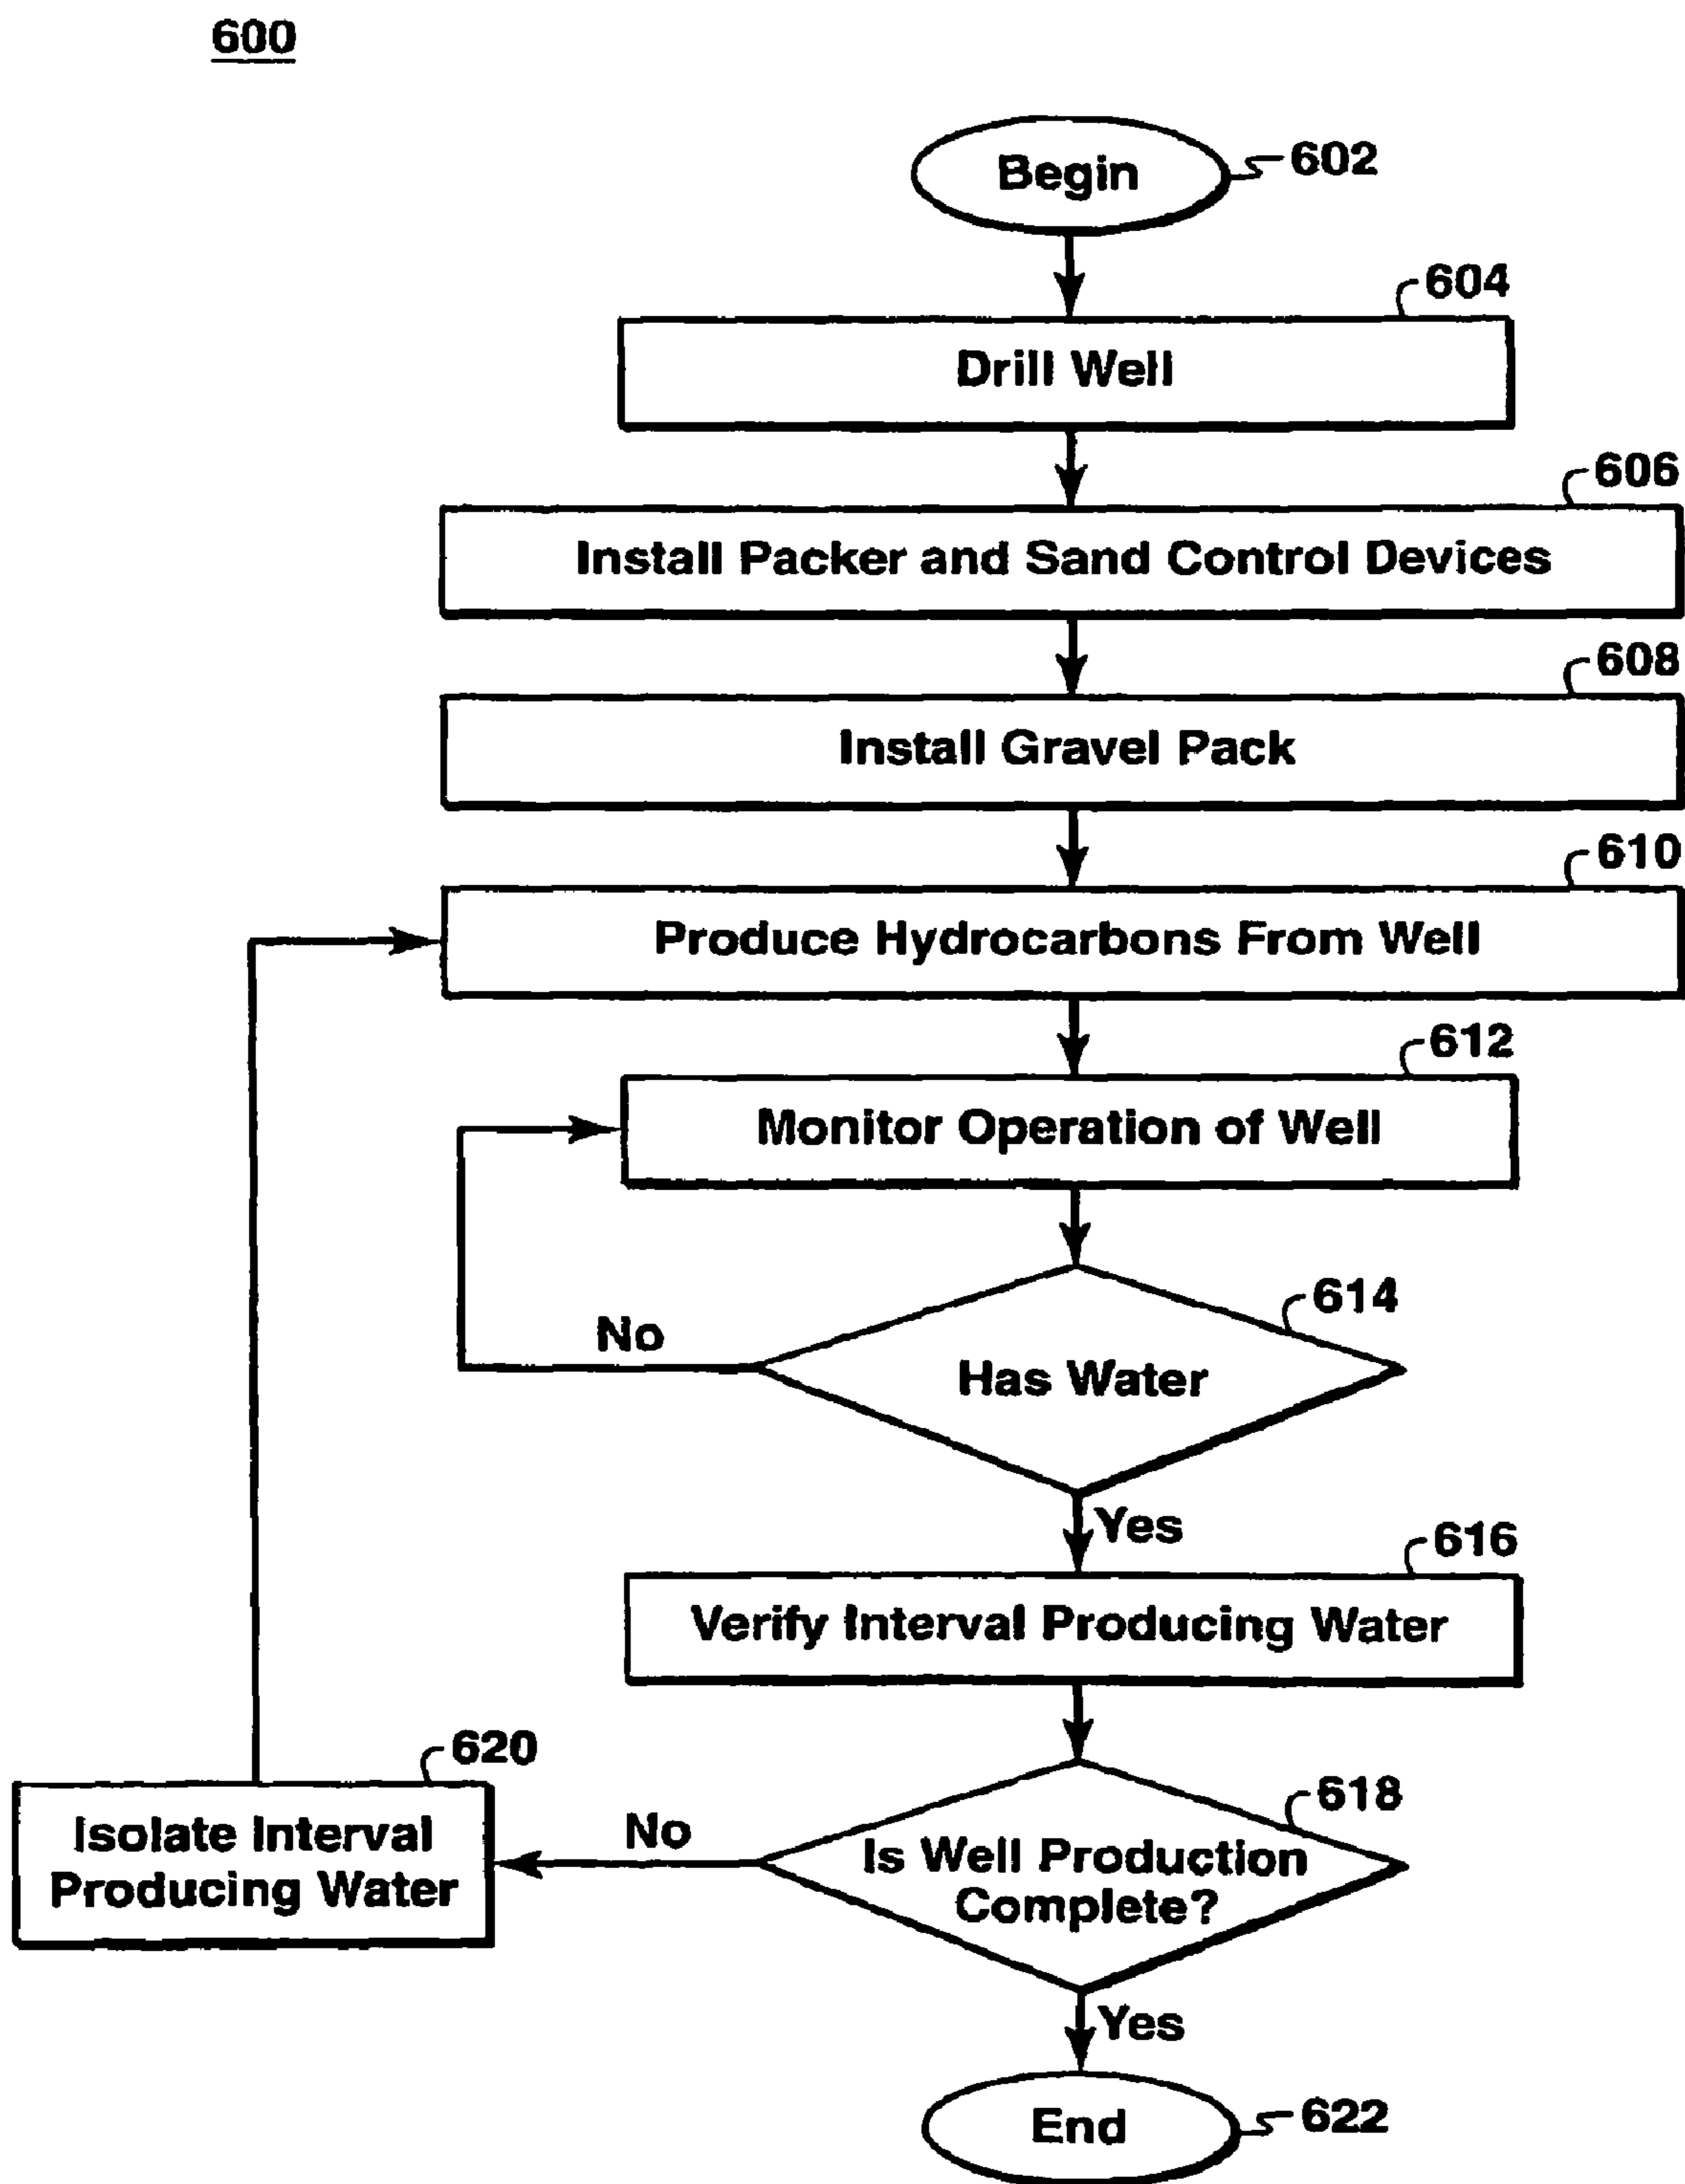 600
Begin
602
604
Drill Well
606
Install Packer and Sand Control Devices
608
Install Gravel Pack
610
Produce Hydrocarbons From Well
612
Monitor Operation of Well
614
No
Has Water
Yes
616
Verify Interval Producing Water
620
Isolate Interval
Producing Water
No
618
Is Well Production
Complete?
Yes
End
622